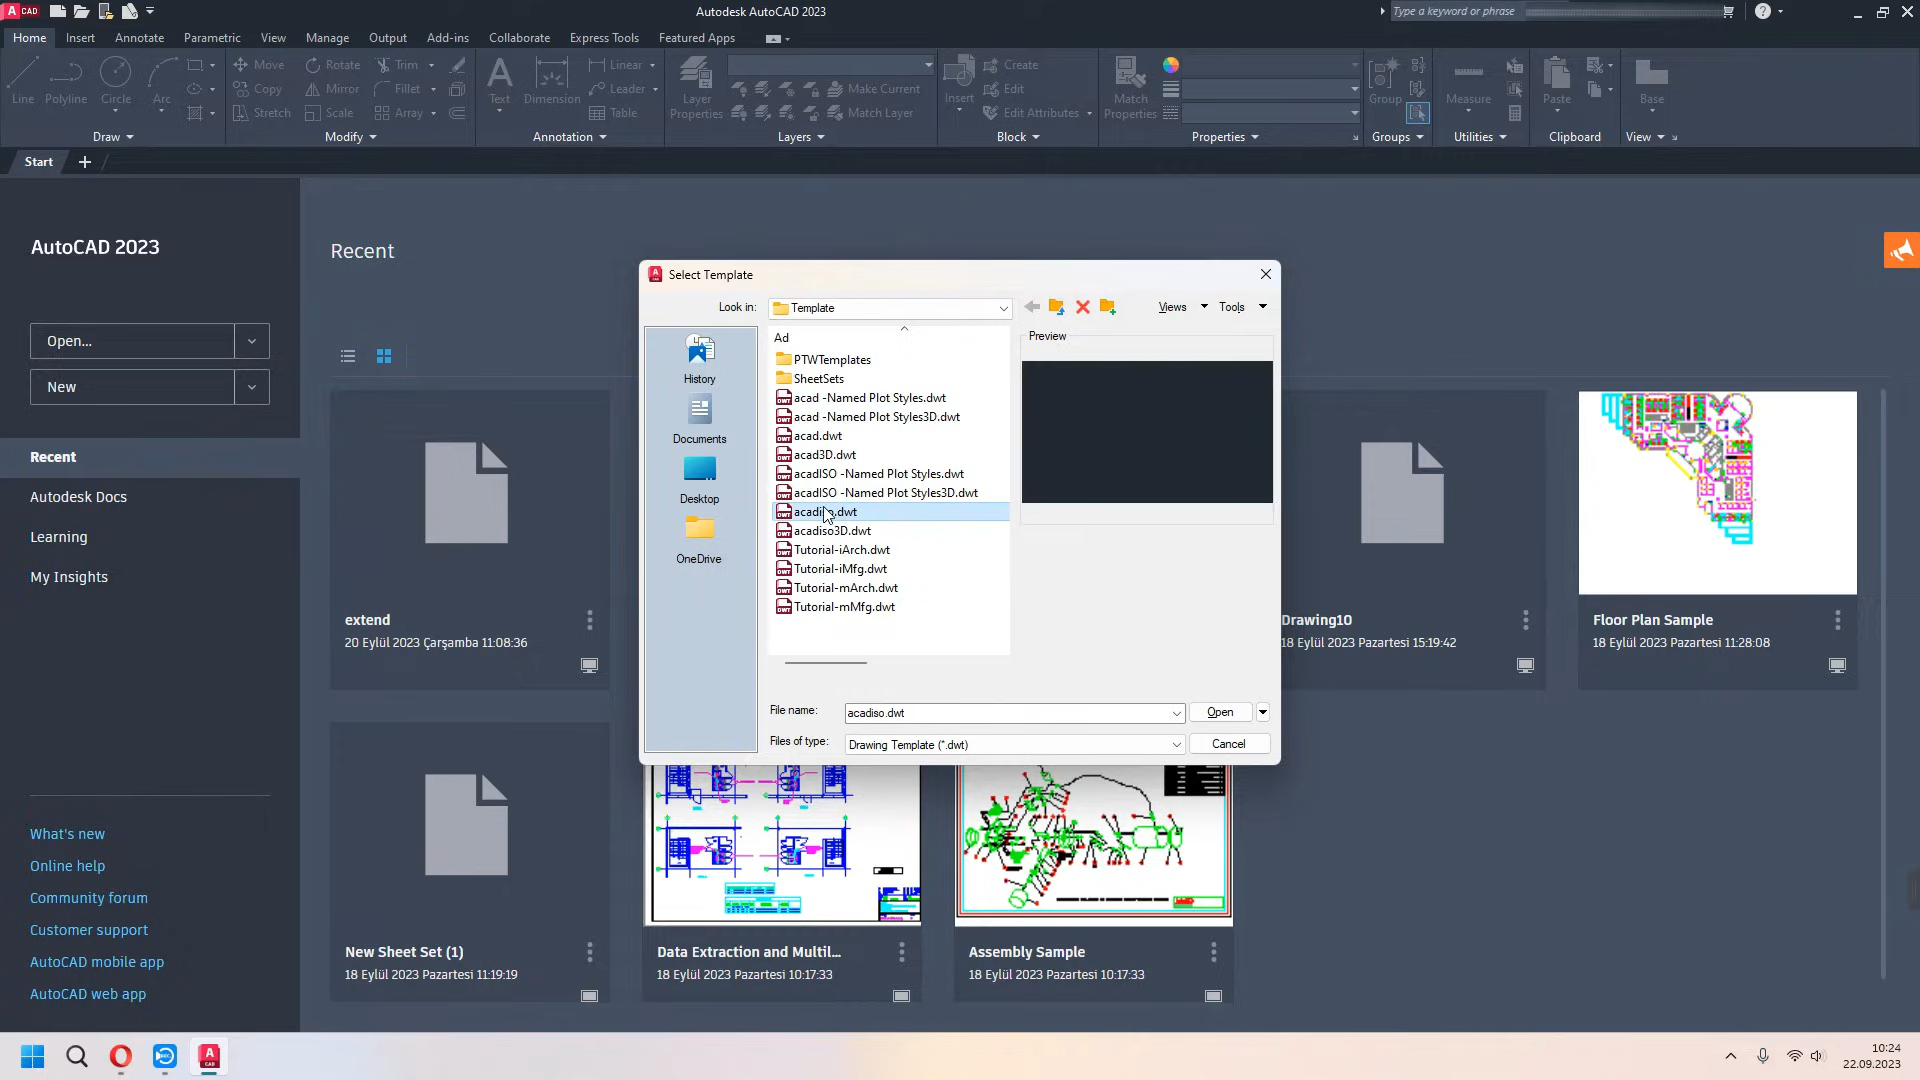 A CAD
Autodesk AutoCAD 2023
Type a keyword or phrase
Home Insert Annotate Parametric View Manage Output Add-ins Collaborate Express Tools Featured Apps
Line Polyline Circle Arc
Move Rotate Trim
Copy Mirror Fillet
Stretch Scale Array
Text Dimension
Linear
Leader
Table
Layer Properties
Make Current
Match Layer
Insert
Create
Edit
Edit Attributes
Match Properties
Group
Measure
Paste
Base
Draw Modify Annotation Layers Block Properties Groups Utilities Clipboard View
Start
AutoCAD 2023
Open...
New
Recent
Autodesk Docs
Learning
My Insights
What's new
Online help
Community forum
Customer support
AutoCAD mobile app
AutoCAD web app
Recent
Select Template
Look in:
Template
Views
Tools
History
Documents
Desktop
OneDrive
Ad
PTWTemplates
SheetSets
acad -Named Plot Styles.dwt
acad -Named Plot Styles3D.dwt
acad.dwt
acad3D.dwt
acadISO -Named Plot Styles.dwt
acadISO -Named Plot Styles3D.dwt
acadiso.dwt
acadiso3D.dwt
Tutorial-iArch.dwt
Tutorial-iMfg.dwt
Tutorial-mArch.dwt
Tutorial-mMfg.dwt
Preview
File name:
acadiso.dwt
Open
Files of type:
Drawing Template (*.dwt)
Cancel
extend
20 Eylül 2023 Çarşamba 11:08:36
Drawing10
18 Eylül 2023 Pazartesi 15:19:42
Floor Plan Sample
18 Eylül 2023 Pazartesi 11:28:08
New Sheet Set (1)
18 Eylül 2023 Pazartesi 11:19:19
Data Extraction and Multil...
18 Eylül 2023 Pazartesi 10:17:33
Assembly Sample
18 Eylül 2023 Pazartesi 10:17:33
10:24
22.09.2023